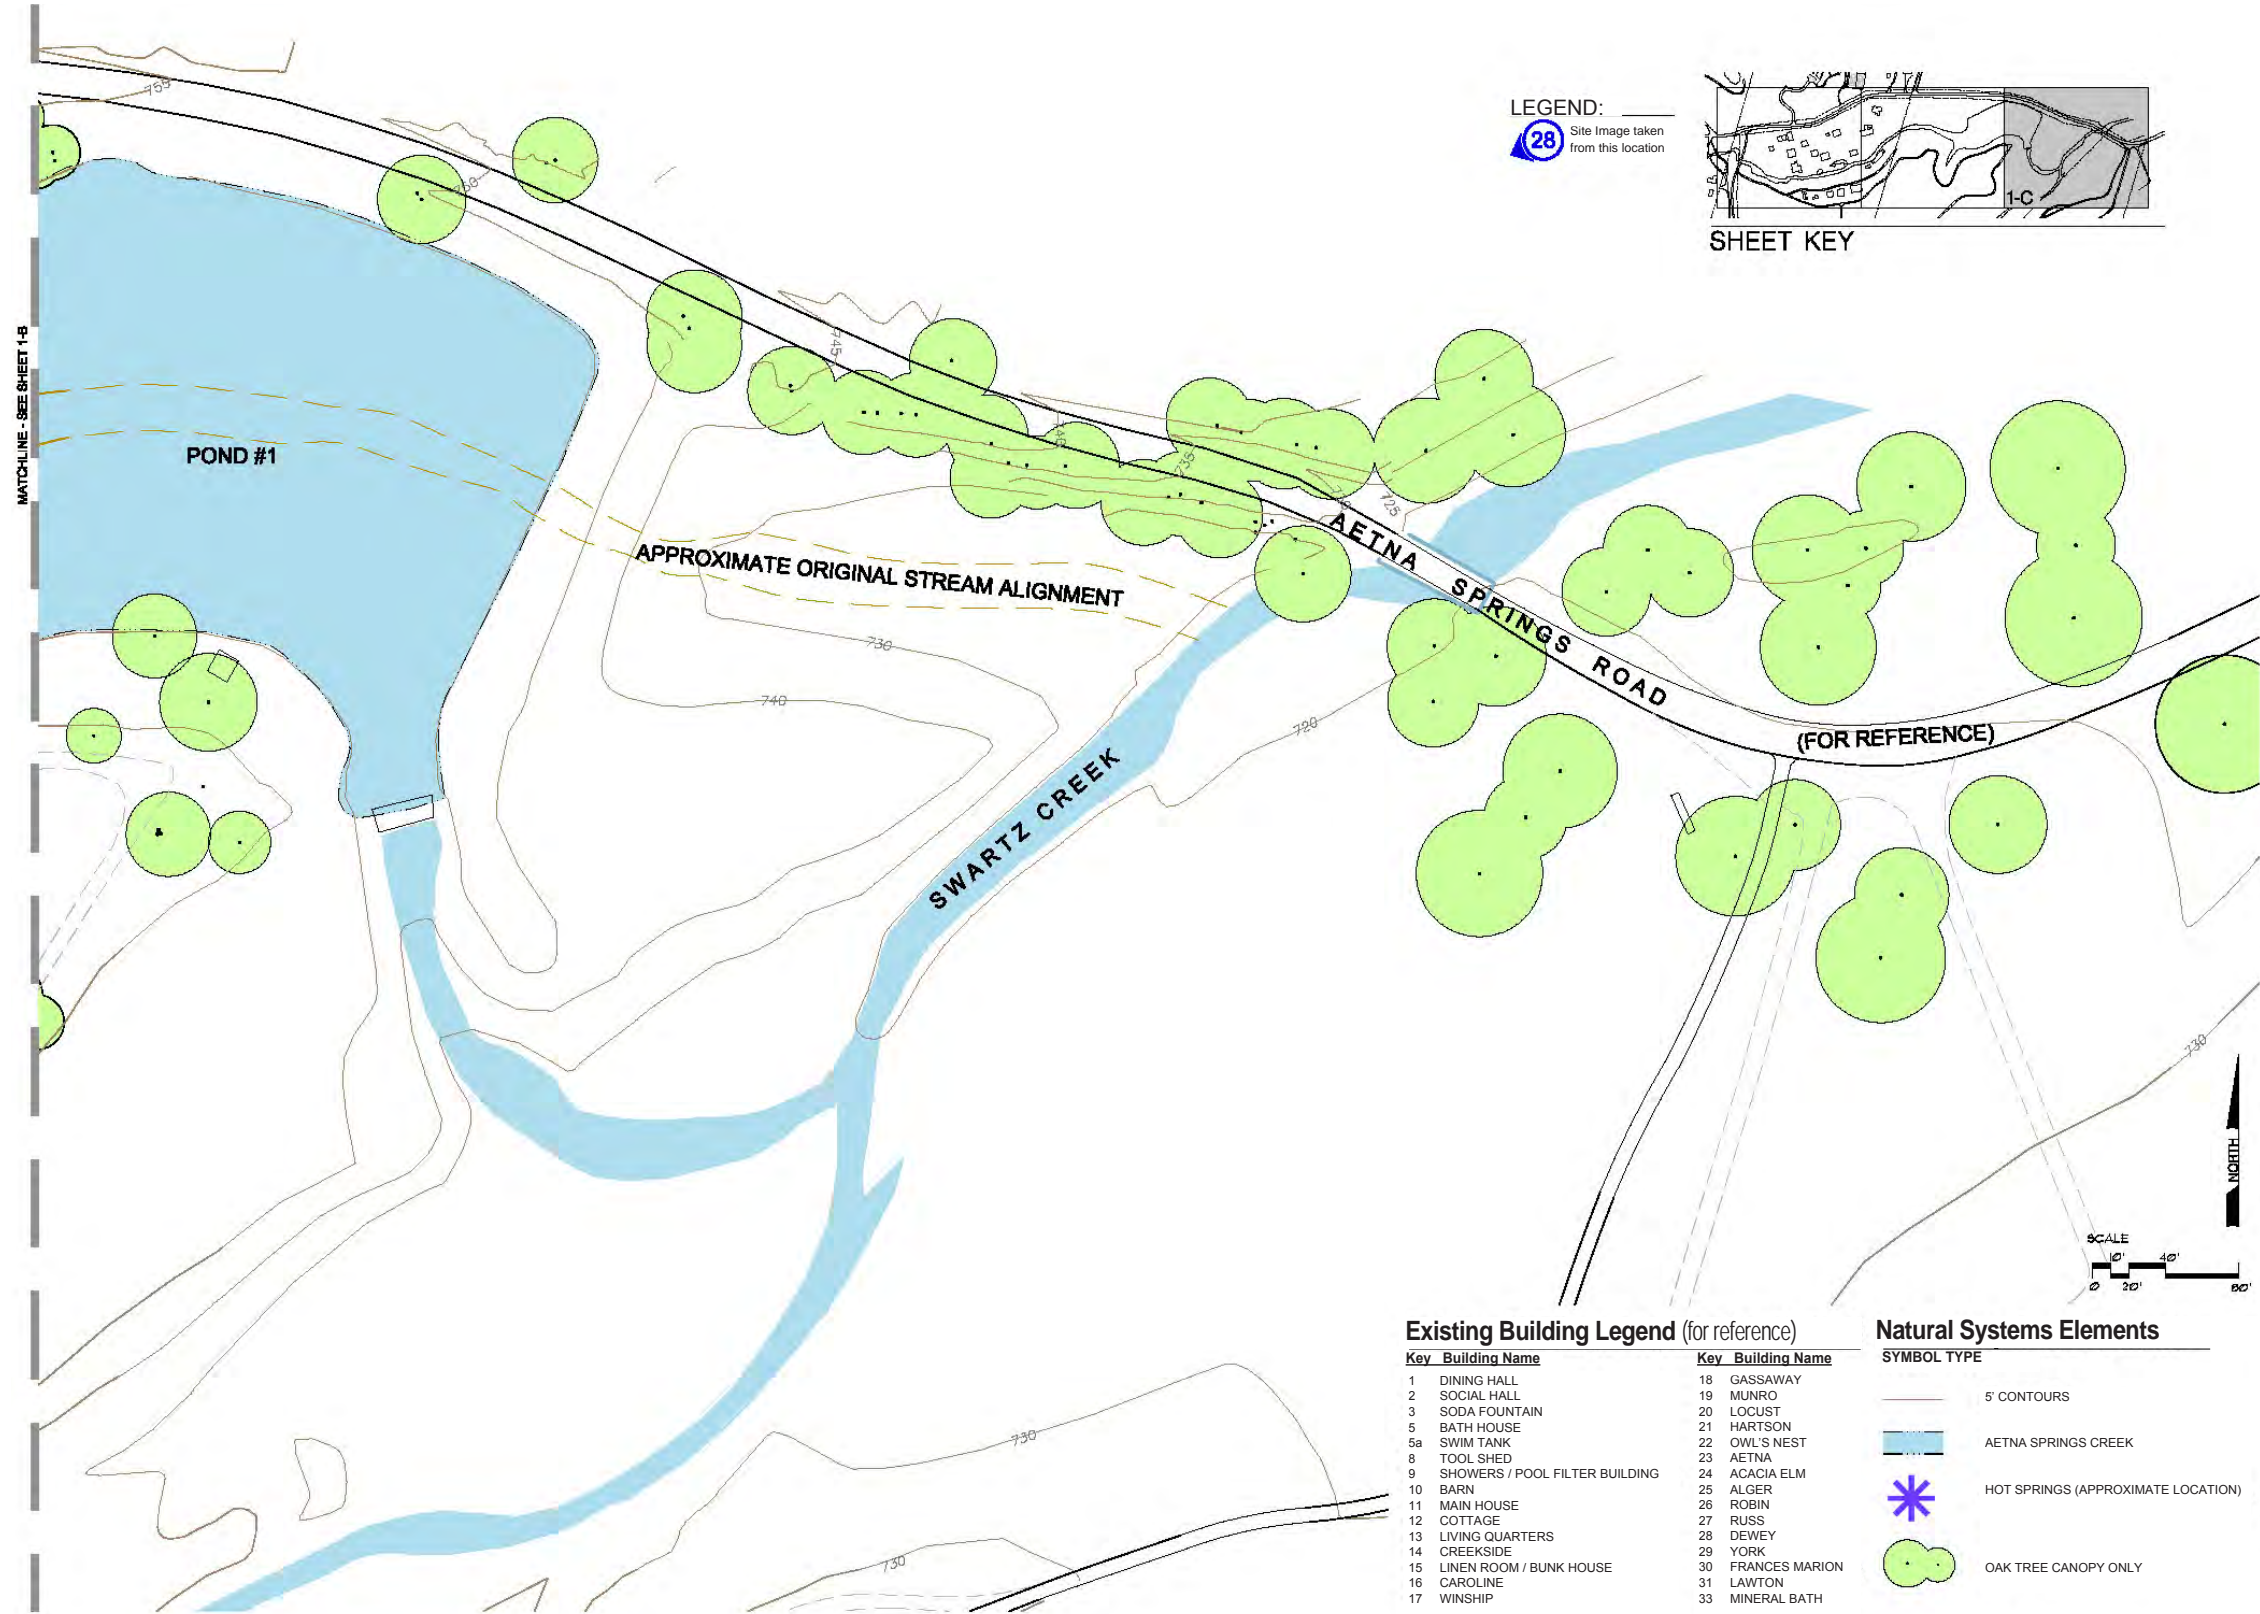 LEGEND:
28
Site Image taken
from this location
1-C
SHEET KEY
755
750
745
740
735
730
725
MATCHLINE - SEE SHEET 1-B
POND #1
APPROXIMATE ORIGINAL STREAM ALIGNMENT
AETNA SPRINGS ROAD
(FOR REFERENCE)
730
740
720
SWARTZ CREEK
730
NORTH
SCALE
10' 40'
0 20' 80'
730
730
Existing Building Legend (for reference)
Key Building Name
1 DINING HALL
2 SOCIAL HALL
3 SODA FOUNTAIN
5 BATH HOUSE
5a SWIM TANK
8 TOOL SHED
9 SHOWERS / POOL FILTER BUILDING
10 BARN
11 MAIN HOUSE
12 COTTAGE
13 LIVING QUARTERS
14 CREEKSIDE
15 LINEN ROOM / BUNK HOUSE
16 CAROLINE
17 WINSHIP
Key Building Name
18 GASSAWAY
19 MUNRO
20 LOCUST
21 HARTSON
22 OWL'S NEST
23 AETNA
24 ACACIA ELM
25 ALGER
26 ROBIN
27 RUSS
28 DEWEY
29 YORK
30 FRANCES MARION
31 LAWTON
33 MINERAL BATH
Natural Systems Elements
SYMBOL TYPE
5' CONTOURS
AETNA SPRINGS CREEK
HOT SPRINGS (APPROXIMATE LOCATION)
OAK TREE CANOPY ONLY